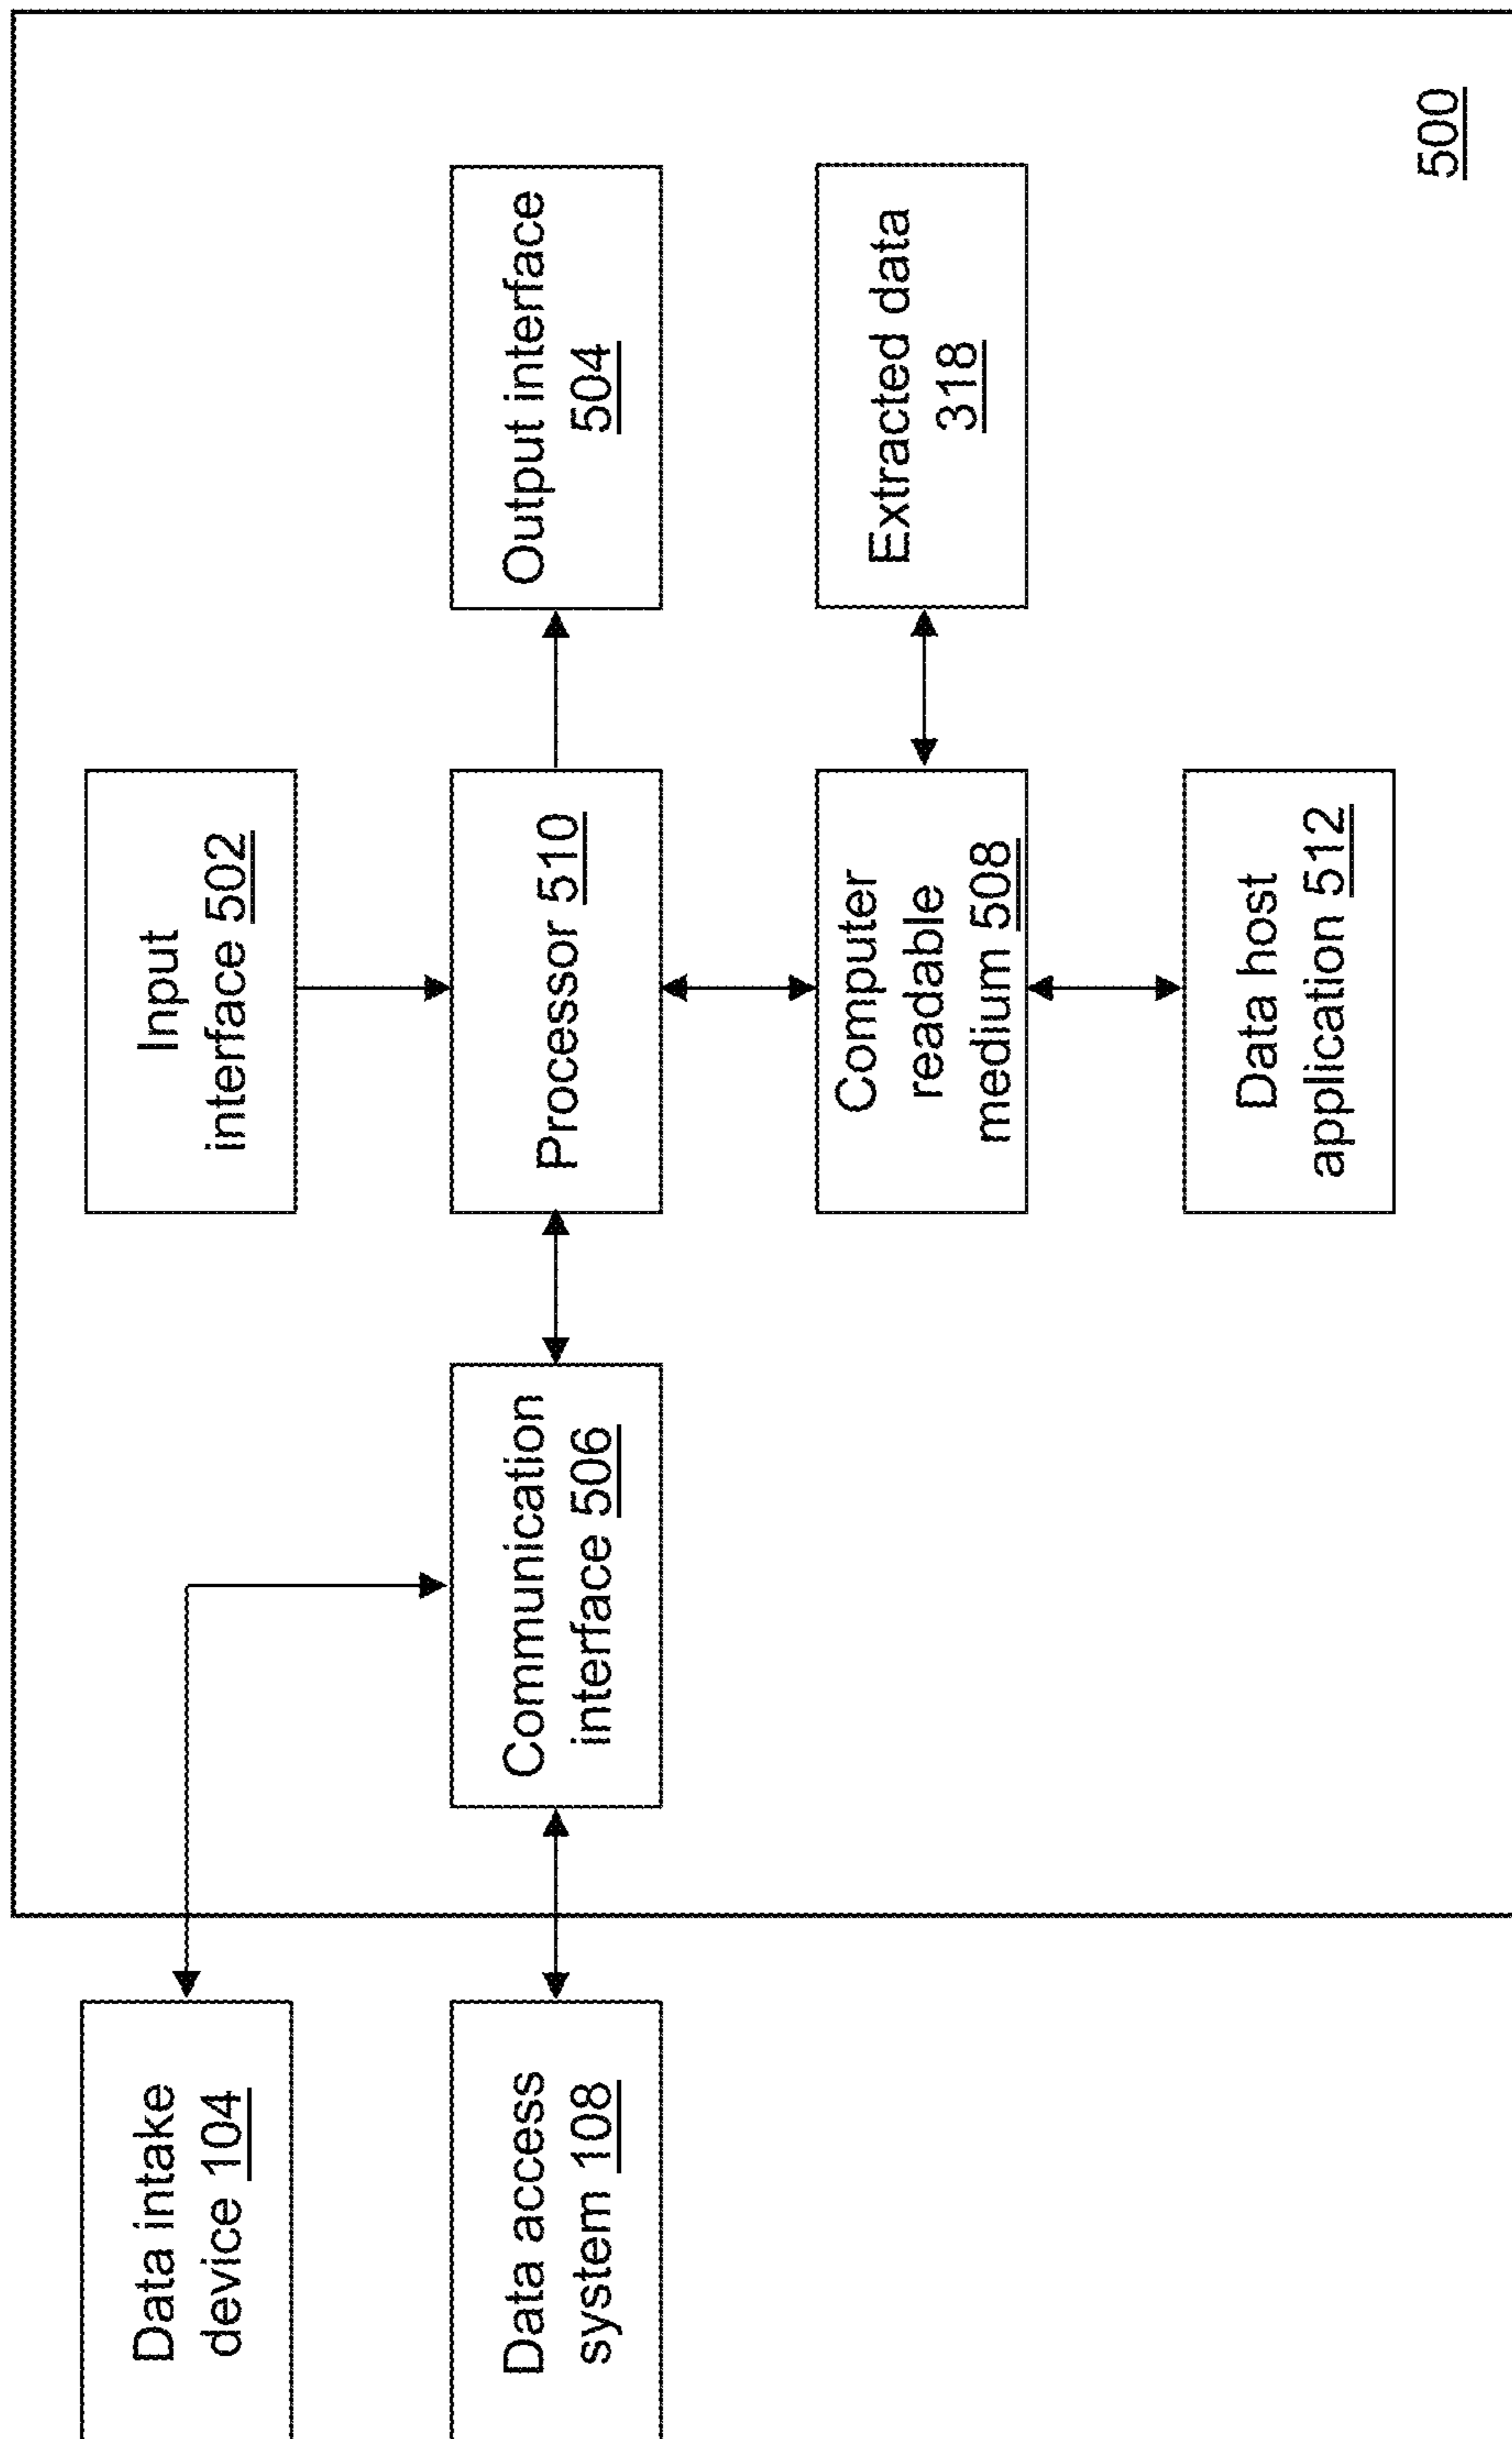 Data intake
device 104
Data access
system 108
Communication
interface 506
Input
interface 502
Processor 510
Computer
readable
medium 508
Data host
application 512
Output interface
504
Extracted data
318
500